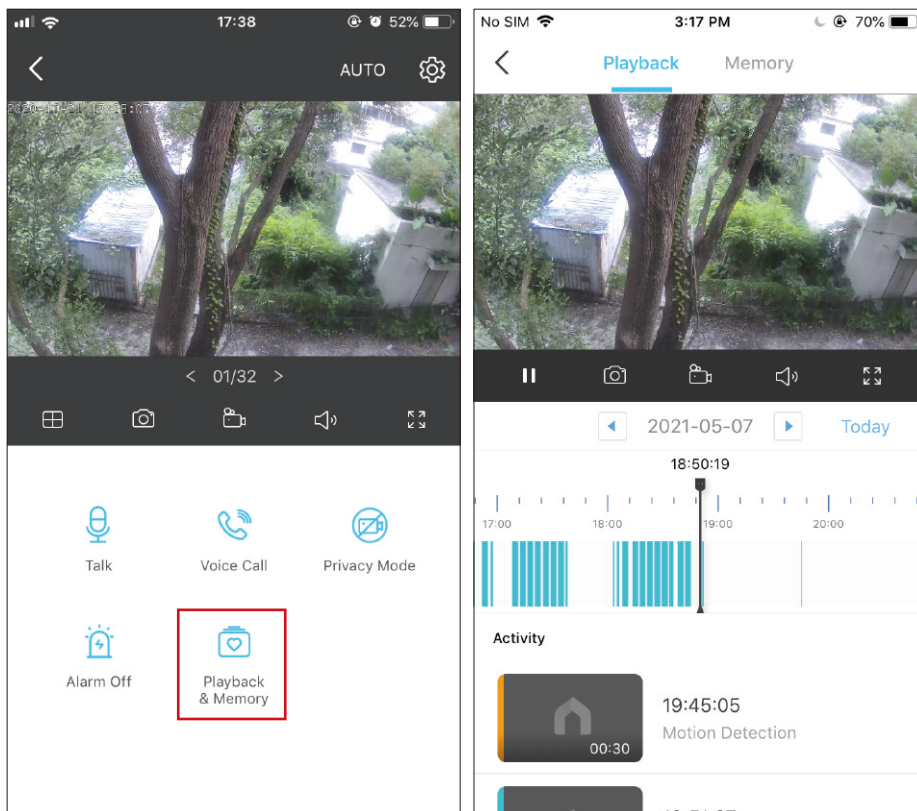 17:38
52%
AUTO
01/32
Talk
Voice Call
Privacy Mode
Alarm Off
Playback
& Memory
No SIM
3:17 PM
70%
Playback
Memory
2021-05-07
Today
18:50:19
17:00
18:00
19:00
20:00
Activity
00:30
19:45:05
Motion Detection